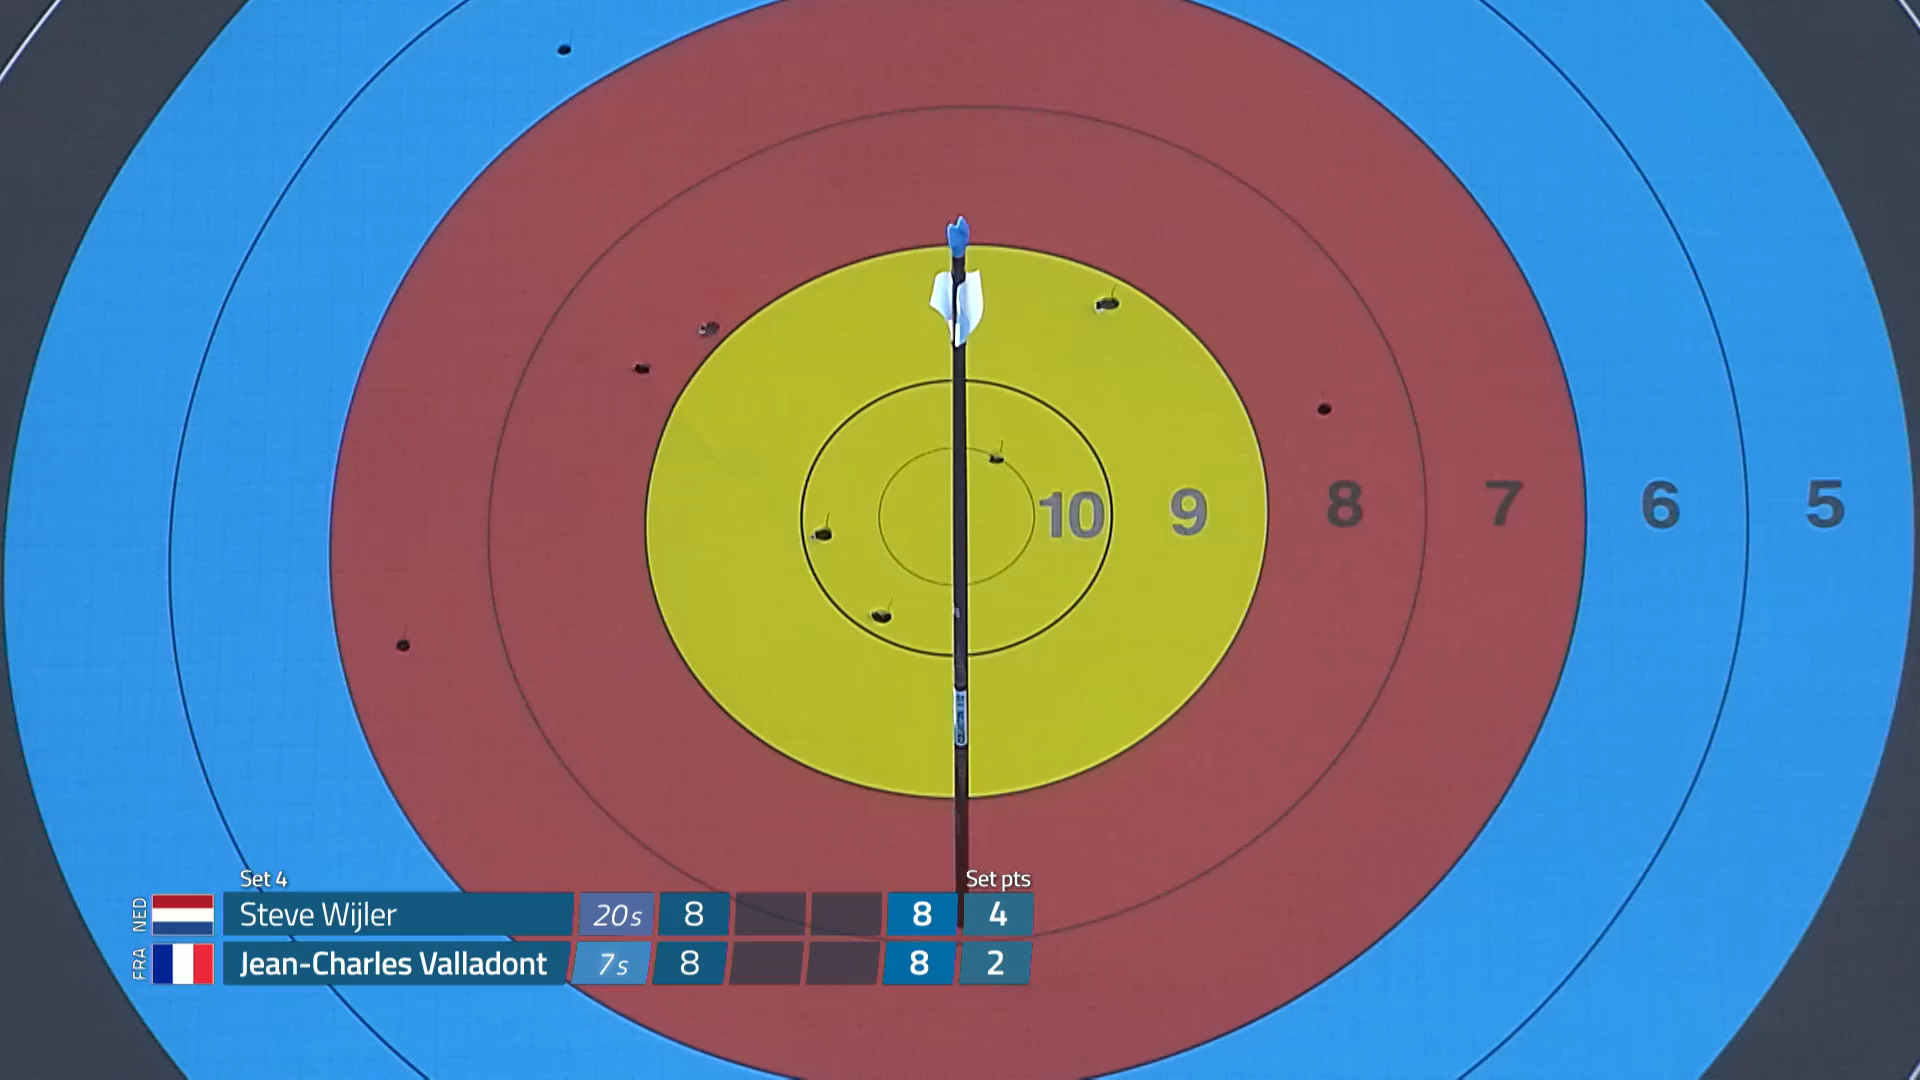 10 9 8 7 6 5
Set 4 Set pts
NED Steve Wijler 20s 8 8 4
FRA Jean-Charles Valladont 7s 8 8 2